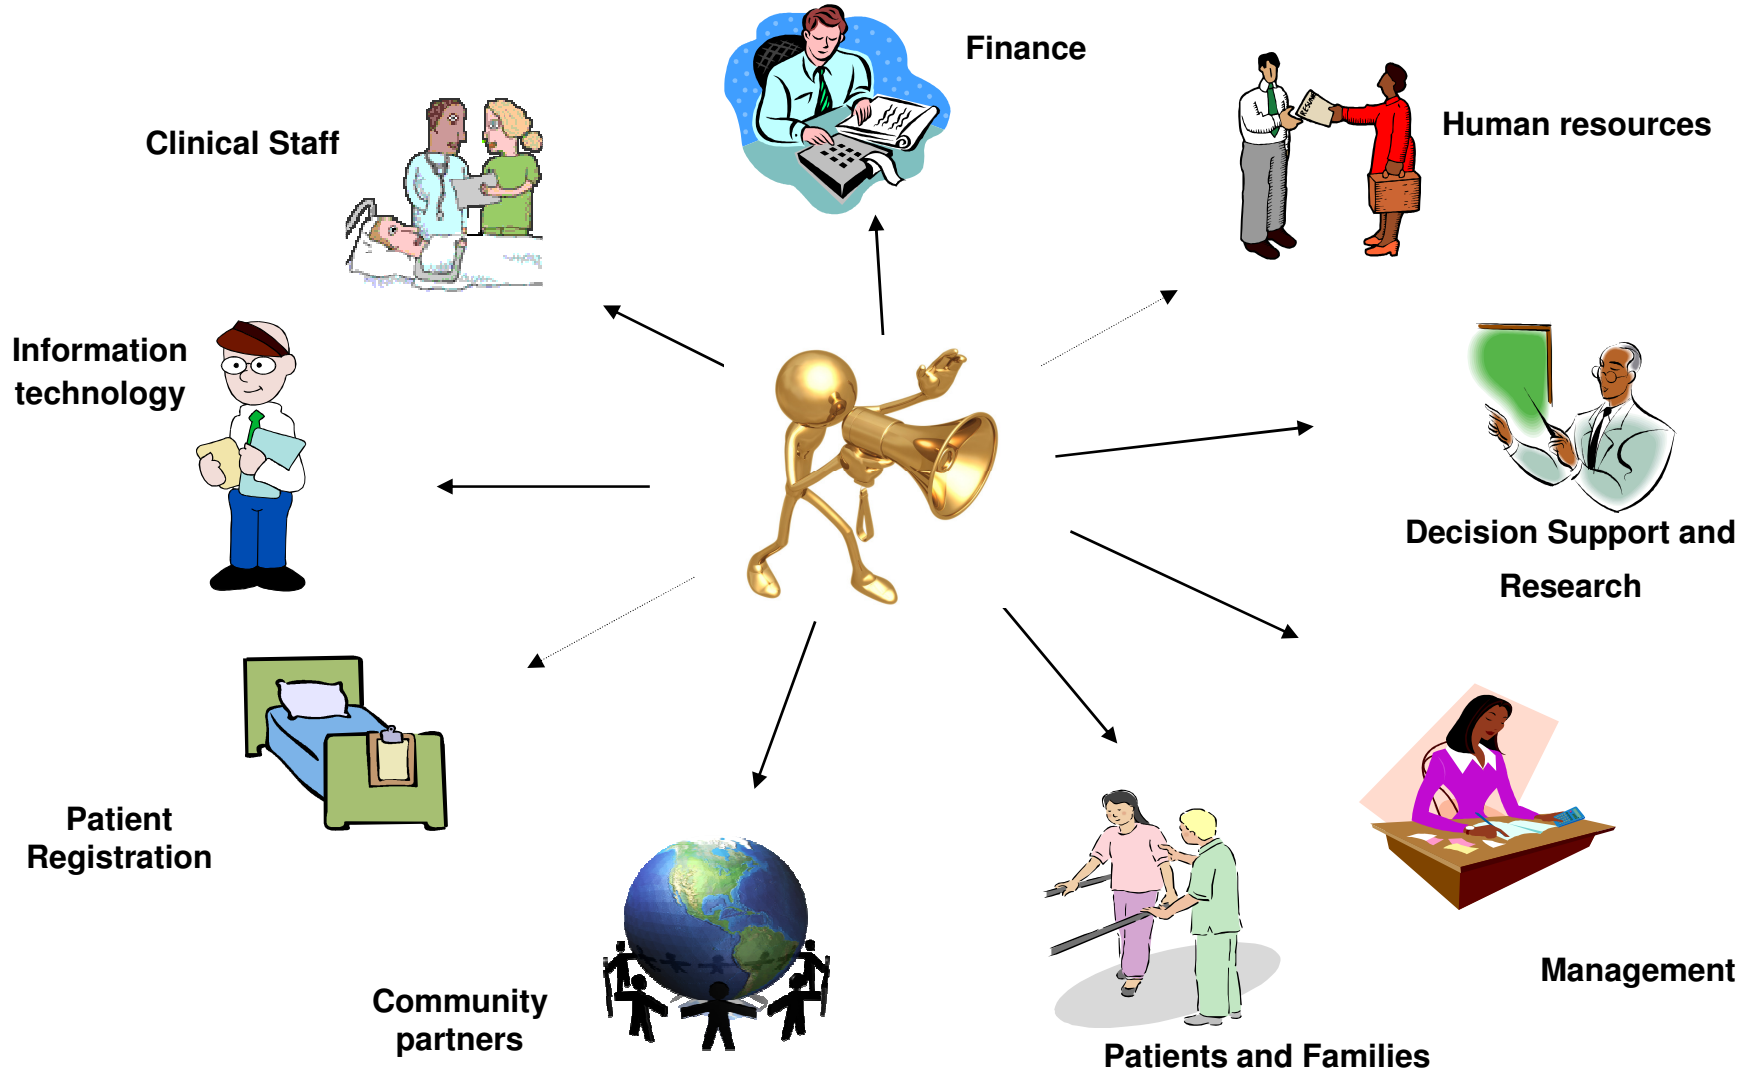 Finance
Human resources
Clinical Staff
RESUME
Information
technology
Decision Support and
Research
Patient
Registration
Management
Community
partners
Patients and Families